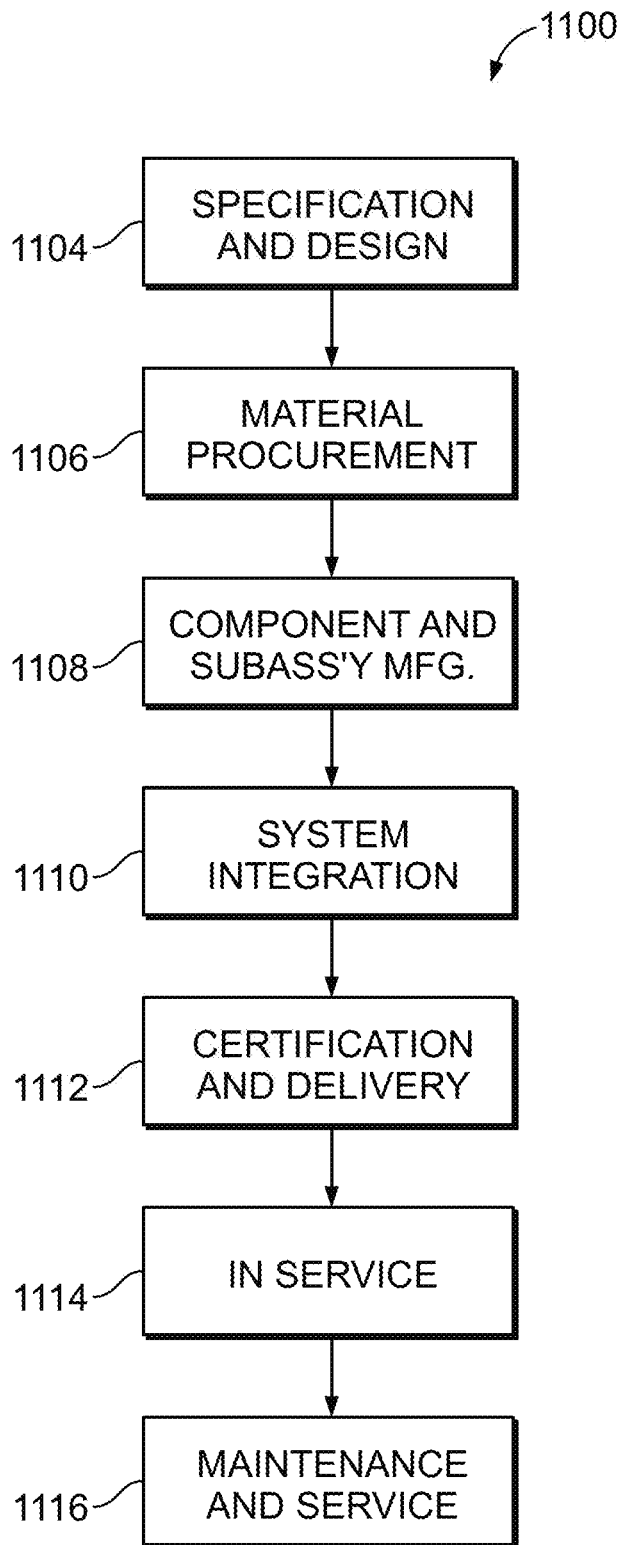 1100
SPECIFICATION
AND DESIGN
1104
MATERIAL
PROCUREMENT
1106
COMPONENT AND
SUBASS'Y MFG.
1108
SYSTEM
INTEGRATION
1110
CERTIFICATION
AND DELIVERY
1112
IN SERVICE
1114
MAINTENANCE
AND SERVICE
1116